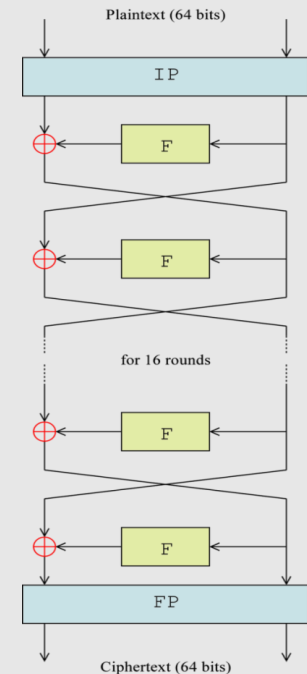 Plaintext (64 bits)
IP
F
F
for 16 rounds
F
F
FP
Ciphertext (64 bits)